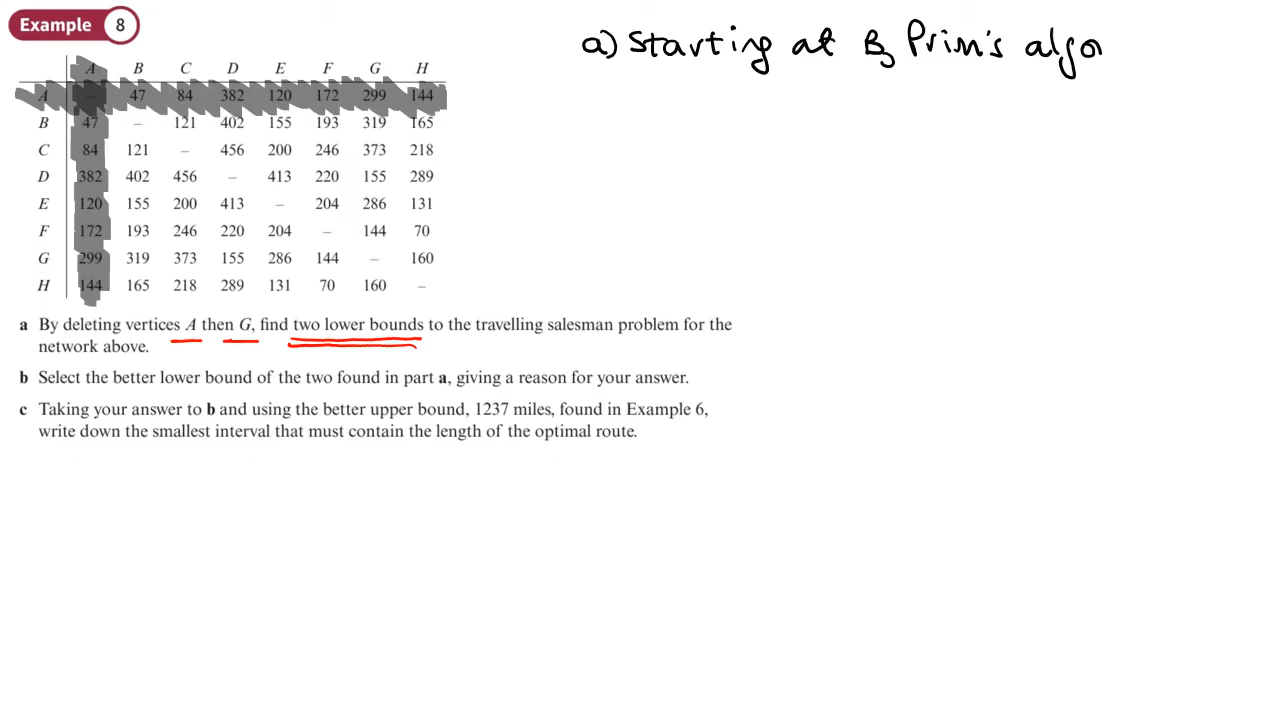 Example 8
a) Starting at B, Prim's algo
A B C D E F G H
A – 47 84 382 120 172 299 144
B 47 – 121 402 155 193 319 165
C 84 121 – 456 200 246 373 218
D 382 402 456 – 413 220 155 289
E 120 155 200 413 – 204 286 131
F 172 193 246 220 204 – 144 70
G 299 319 373 155 286 144 – 160
H 144 165 218 289 131 70 160 –
a By deleting vertices A then G, find two lower bounds to the travelling salesman problem for the
network above.
b Select the better lower bound of the two found in part a, giving a reason for your answer.
c Taking your answer to b and using the better upper bound, 1237 miles, found in Example 6,
write down the smallest interval that must contain the length of the optimal route.